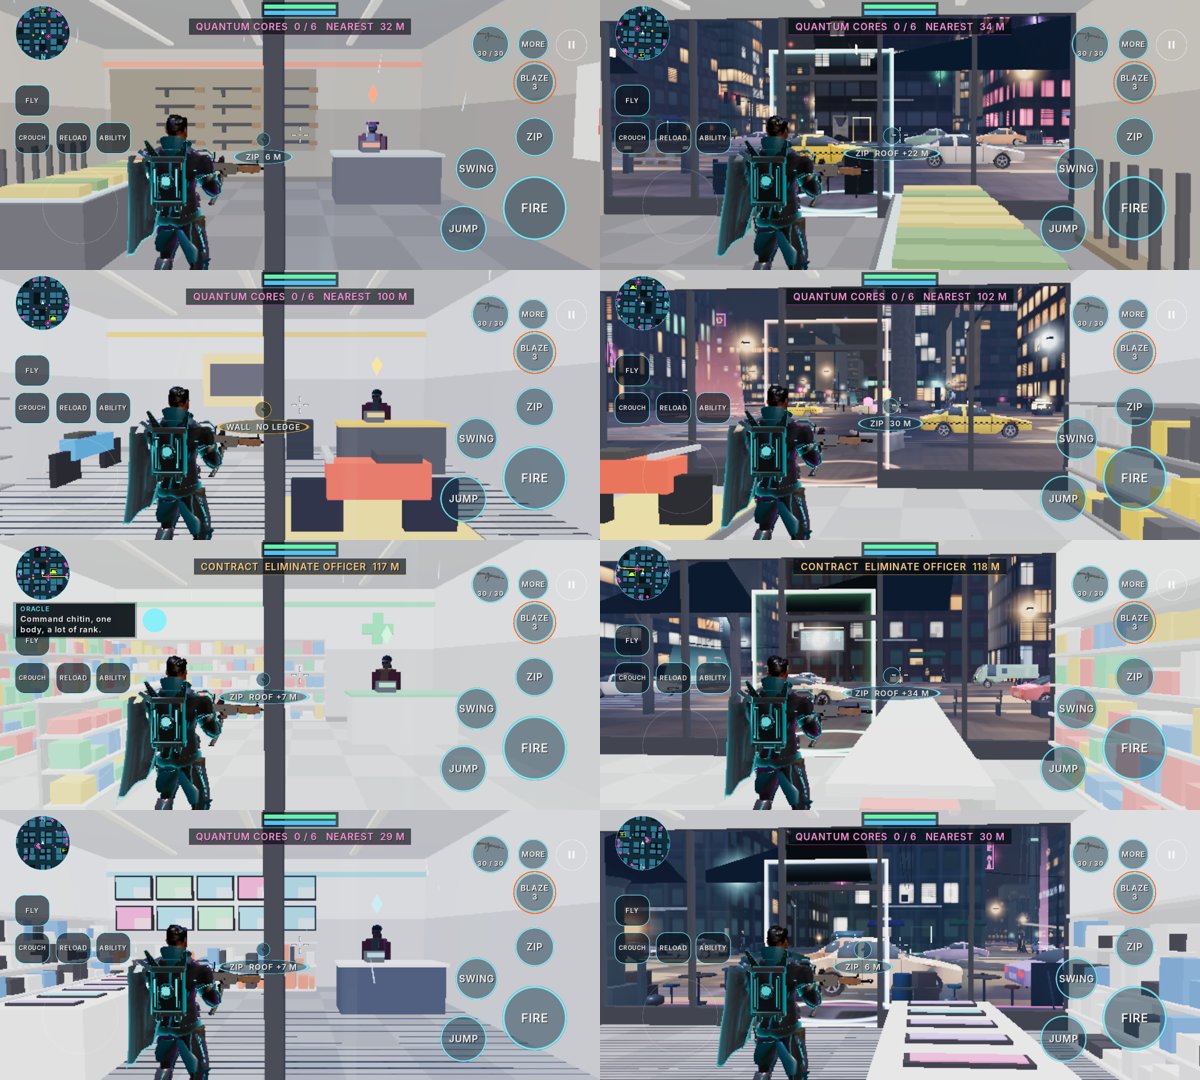 QUANTUM CORES 0 / 6 NEAREST 32 M
30 / 30
MORE
BLAZE
3
FLY
CROUCH
RELOAD
ABILITY
ZIP
ZIP 6 M
SWING
FIRE
JUMP
N
QUANTUM CORES 0 / 6 NEAREST 34 M
30 / 30
MORE
BLAZE
3
FLY
CROUCH
RELOAD
ABILITY
ZIP
ZIP ROOF +22 M
SWING
FIRE
JUMP
QUANTUM CORES 0 / 6 NEAREST 100 M
N
30 / 30
MORE
BLAZE
3
FLY
CROUCH
RELOAD
ABILITY
ZIP
WALL NO LEDGE
SWING
FIRE
JUMP
QUANTUM CORES 0 / 6 NEAREST 102 M
N
30 / 30
MORE
BLAZE
3
FLY
CROUCH
RELOAD
ABILITY
ZIP
ZIP 30 M
SWING
FIRE
JUMP
CONTRACT ELIMINATE OFFICER 117 M
30 / 30
MORE
BLAZE
3
ORACLE
Command chitin, one
body, a lot of rank.
FLY
CROUCH
RELOAD
ABILITY
ZIP
ZIP ROOF +7 M
SWING
FIRE
JUMP
CONTRACT ELIMINATE OFFICER 118 M
30 / 30
MORE
BLAZE
3
FLY
CROUCH
RELOAD
ABILITY
ZIP
ZIP ROOF +34 M
SWING
FIRE
JUMP
QUANTUM CORES 0 / 6 NEAREST 29 M
30 / 30
MORE
BLAZE
3
FLY
CROUCH
RELOAD
ABILITY
ZIP
ZIP ROOF +7 M
SWING
FIRE
JUMP
QUANTUM CORES 0 / 6 NEAREST 30 M
30 / 30
MORE
BLAZE
3
FLY
CROUCH
RELOAD
ABILITY
ZIP
ZIP 6 M
SWING
FIRE
JUMP